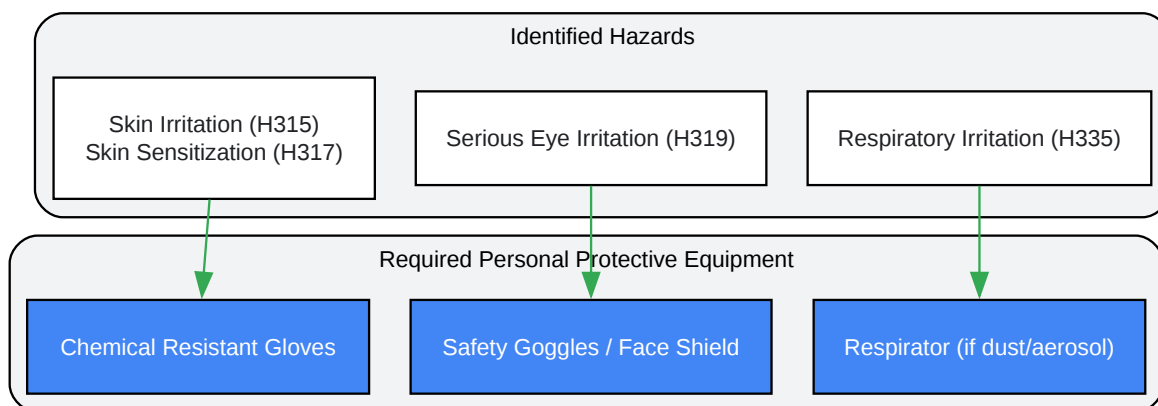 Identified Hazards
Skin Irritation (H315)
Skin Sensitization (H317)
Serious Eye Irritation (H319)
Respiratory Irritation (H335)
Required Personal Protective Equipment
Chemical Resistant Gloves
Safety Goggles / Face Shield
Respirator (if dust/aerosol)